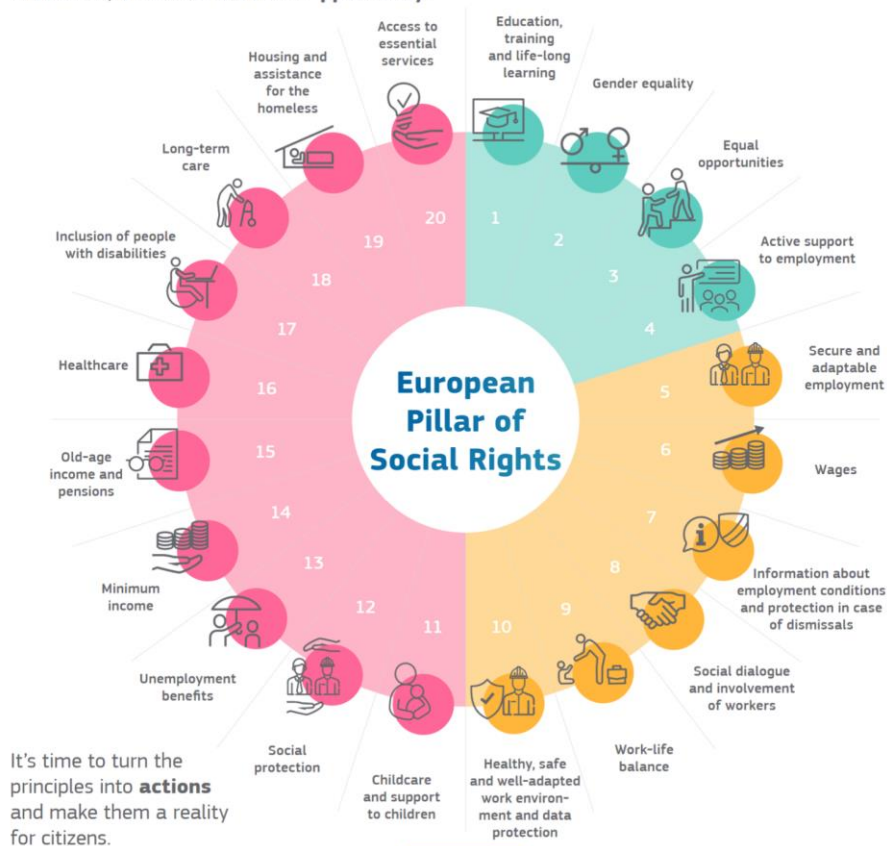 Access to
essential
services
Education,
training
and life-long
learning
Housing and
assistance
for the
homeless
Gender equality
Long-term
care
Equal
opportunities
Inclusion of people
with disabilities
Active support
to employment
Healthcare
Secure and
adaptable
employment
Old-age
income and
pensions
Wages
Minimum
income
Information about
employment conditions
and protection in case
of dismissals
Unemployment
benefits
Social dialogue
and involvement
of workers
Social
protection
Childcare
and support
to children
Healthy, safe
and well-adapted
work environ-
ment and data
protection
Work-life
balance
20
1
19
2
18
3
17
4
16
5
15
6
14
7
13
8
12
9
11
10
i
European
Pillar of
Social Rights
It's time to turn the
principles into actions
and make them a reality
for citizens.